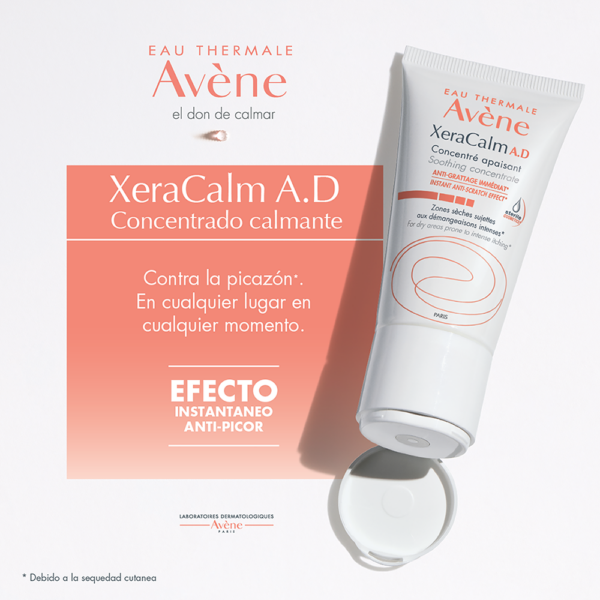 EAU THERMALE
Avène
el don de calmar
XeraCalm A.D
Concentrado calmante
Contra la picazón*.
En cualquier lugar en
cualquier momento.
EFECTO
INSTANTANEO
ANTI-PICOR
LABORATOIRES DERMATOLOGIQUES
Avène
PARIS
* Debido a la sequedad cutanea
EAU THERMALE
Avène
XeraCalm A.D
Concentré apaisant
Soothing concentrate
ANTI-GRATTAGE IMMÉDIAT*
INSTANT ANTI-SCRATCH EFFECT*
Zones sèches sujettes
aux démangeaisons intenses*
For dry areas prone to intense itching*
PARIS